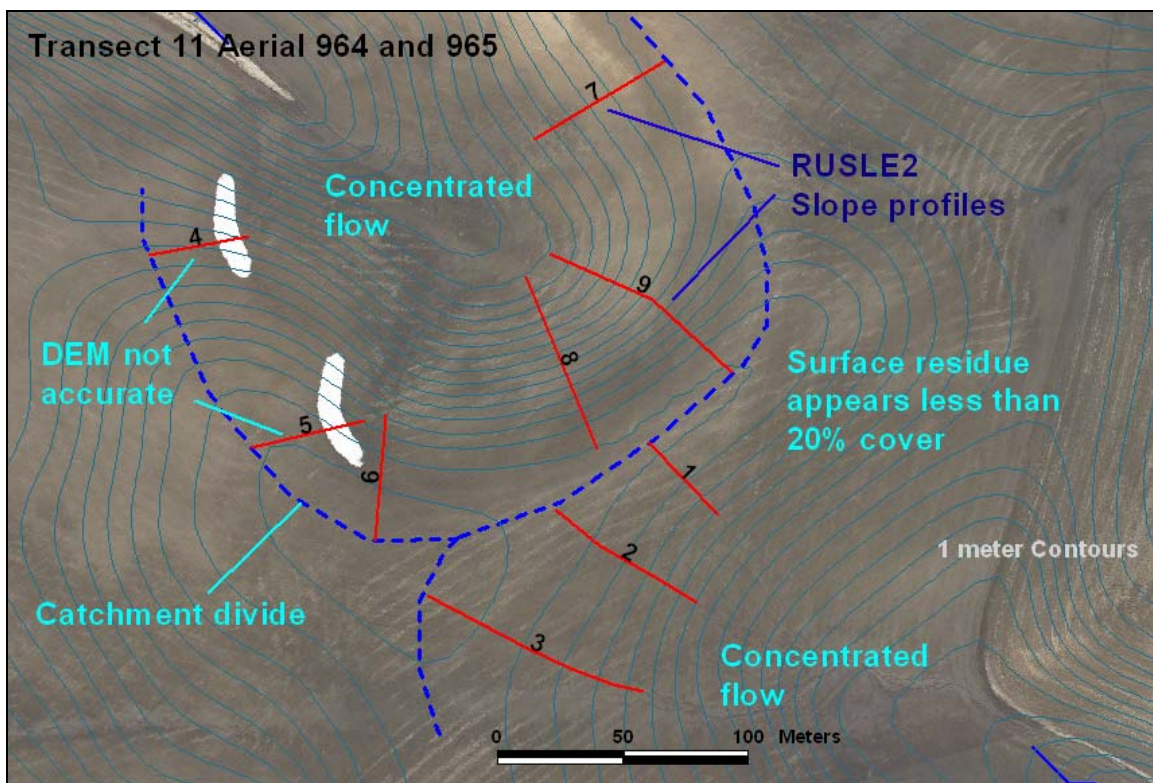 Transect 11 Aerial 964 and 965
7
RUSLE2
Slope profiles
Concentrated
flow
4
9
DEM not
accurate
8
Surface residue
appears less than
20% cover
5
6
1
2
1 meter Contours
Catchment divide
3
Concentrated
flow
0 50 100 Meters